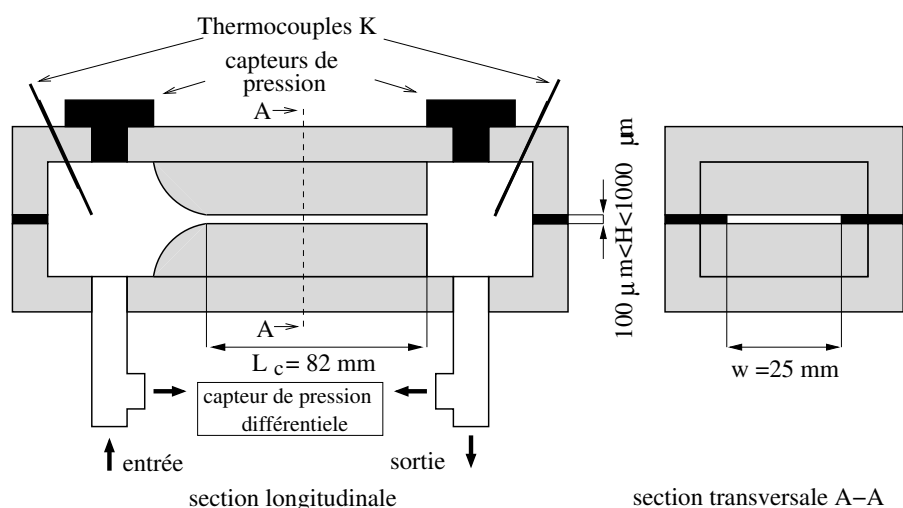 Thermocouples K
capteurs de
pression
A
A
100 μm<H<1000 μm
L c = 82 mm
w =25 mm
capteur de pression
différentiele
entrée
sortie
section longitudinale
section transversale A−A